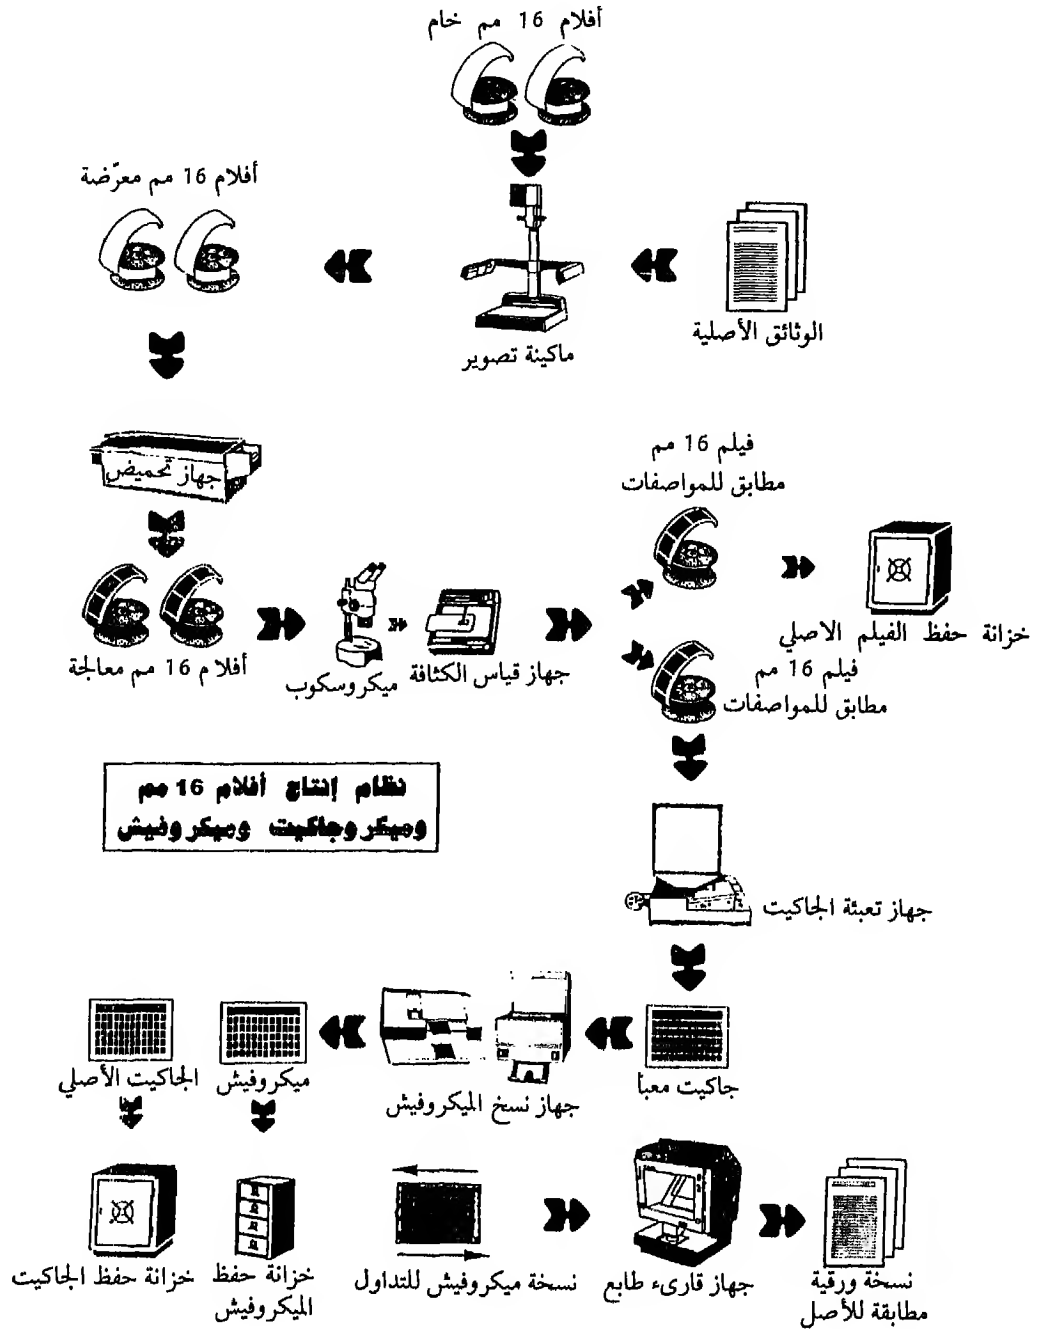 أفلام 16 مم خام
أفلام 16 مم معرّضة
الوثائق الأصلية
ماكينة تصوير
جهاز تحميض
فيلم 16 مم
مطابق للمواصفات
خزانة حفظ الفيلم الاصلي
أفلام 16 مم معالجة
ميكروسكوب
جهاز قياس الكثافة
فيلم 16 مم
مطابق للمواصفات
نظام إنتاج أفلام 16 مم
وميكروجاكيت وميكروفيش
جهاز تعبئة الجاكيت
جاكيت معبأ
جهاز نسخ الميكروفيش
ميكروفيش
الجاكيت الأصلي
خزانة حفظ الجاكيت
خزانة حفظ
الميكروفيش
نسخة ميكروفيش للتداول
جهاز قارىء طابع
نسخة ورقية
مطابقة للأصل